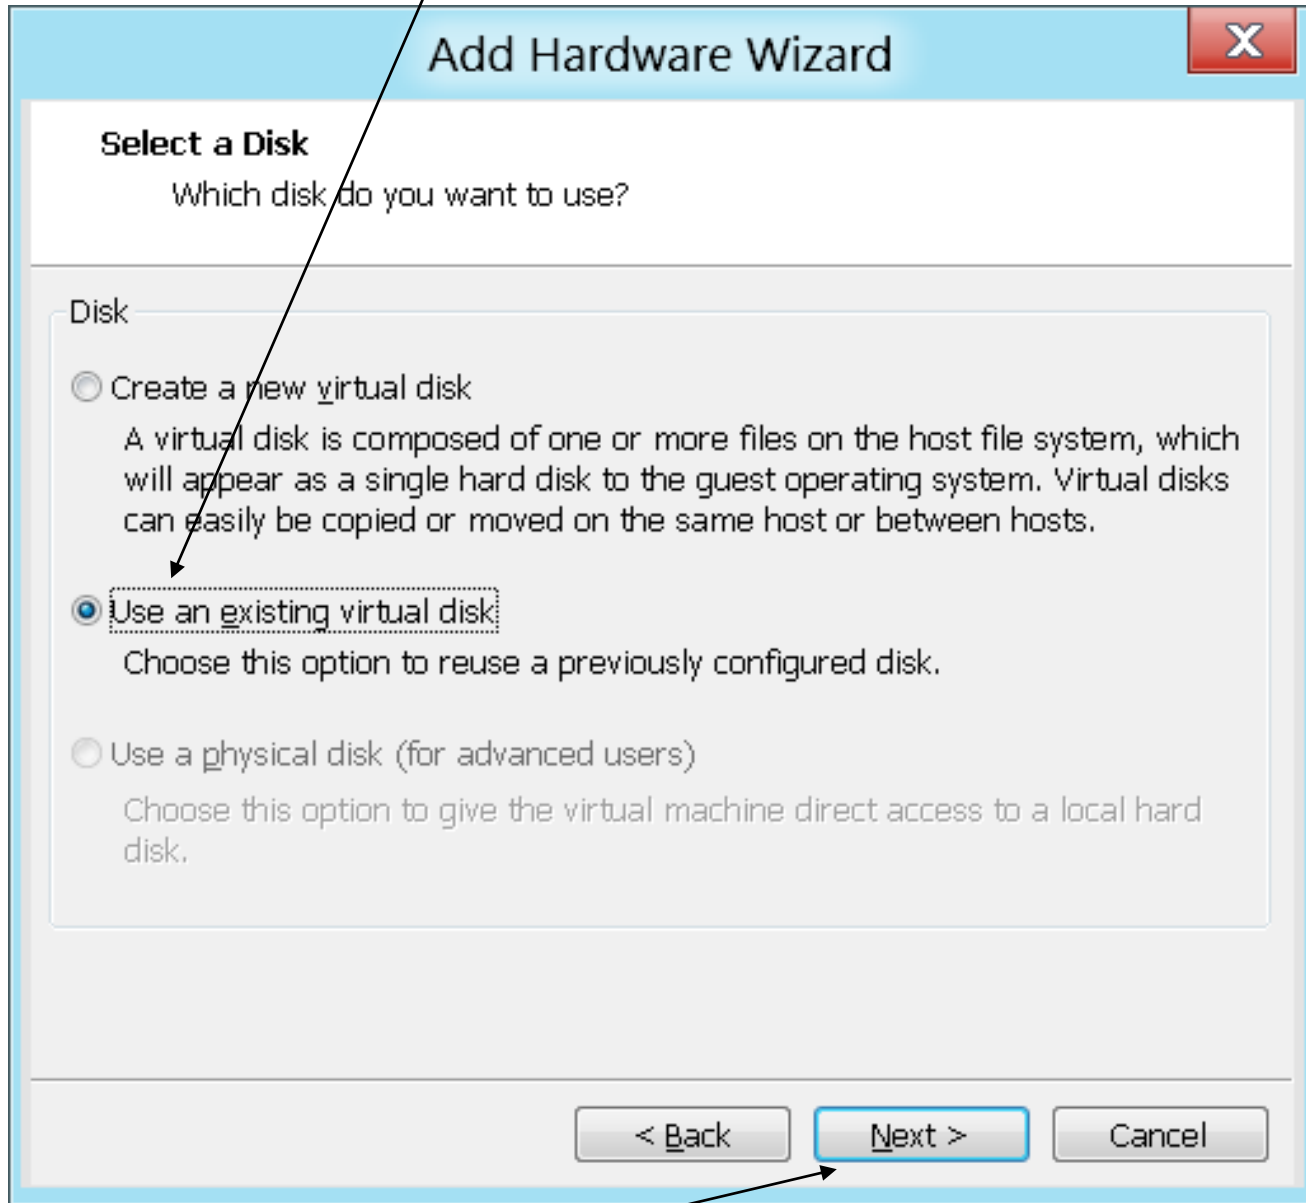 Add Hardware Wizard
X
Select a Disk
Which disk do you want to use?
Disk
Create a new virtual disk
A virtual disk is composed of one or more files on the host file system, which
will appear as a single hard disk to the guest operating system. Virtual disks
can easily be copied or moved on the same host or between hosts.
Use an existing virtual disk
Choose this option to reuse a previously configured disk.
Use a physical disk (for advanced users)
Choose this option to give the virtual machine direct access to a local hard
disk.
< Back
Next >
Cancel